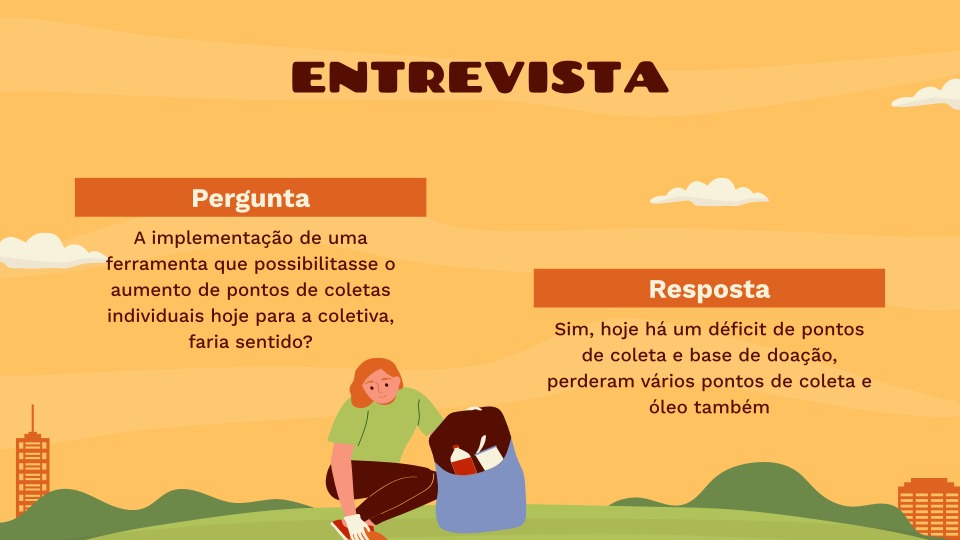 ENTREVISTA
Pergunta
A implementação de uma
ferramenta que possibilitasse o
aumento de pontos de coletas
individuais hoje para a coletiva,
faria sentido?
Resposta
Sim, hoje há um déficit de pontos
de coleta e base de doação,
perderam vários pontos de coleta e
óleo também